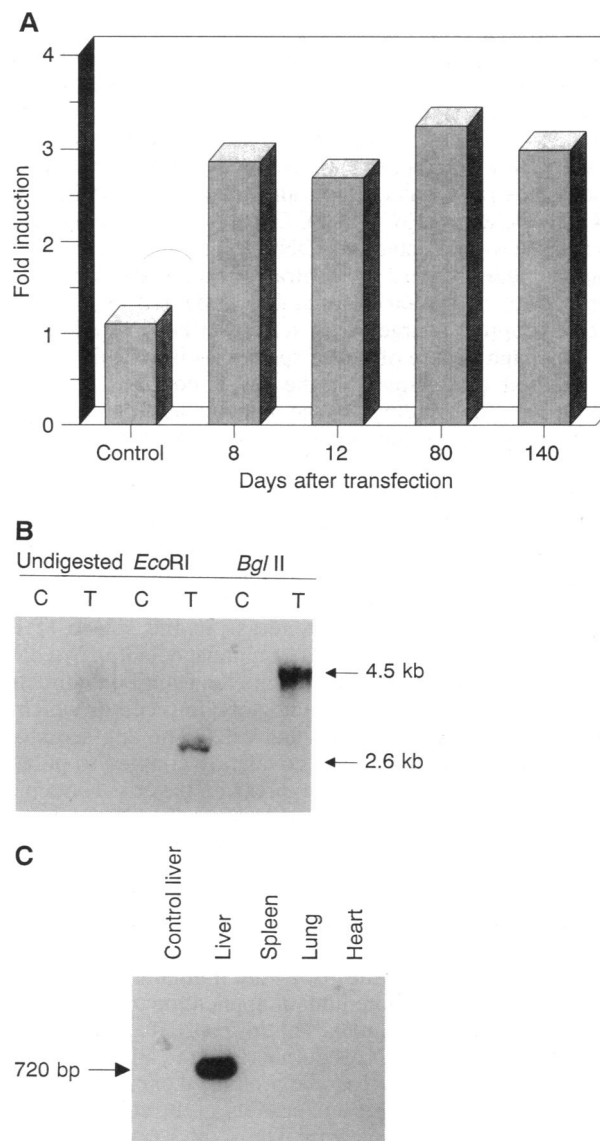 A
4
3
2
1
0
Fold induction
Control 8 12 80 140
Days after transfection
B
Undigested EcoRI Bgl II
C T C T C T
4.5 kb
2.6 kb
C
Control liver
Liver
Spleen
Lung
Heart
720 bp